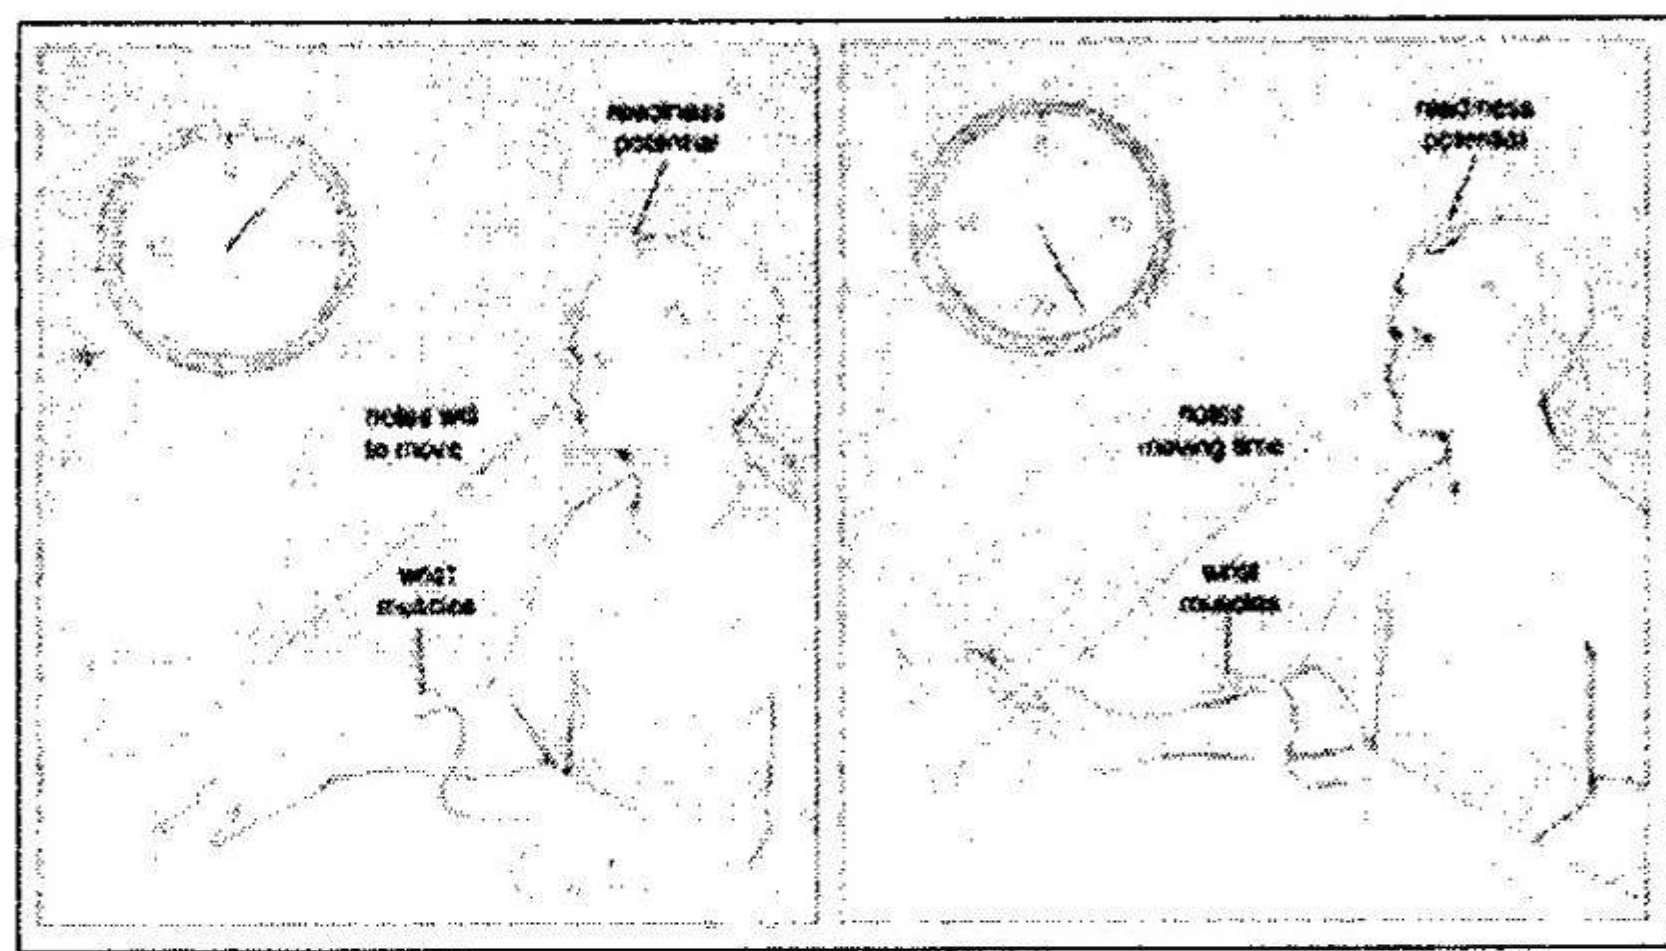 readiness
potential
notes will
to move
wrist
muscles
readiness
potential
notes
moving time
wrist
muscles